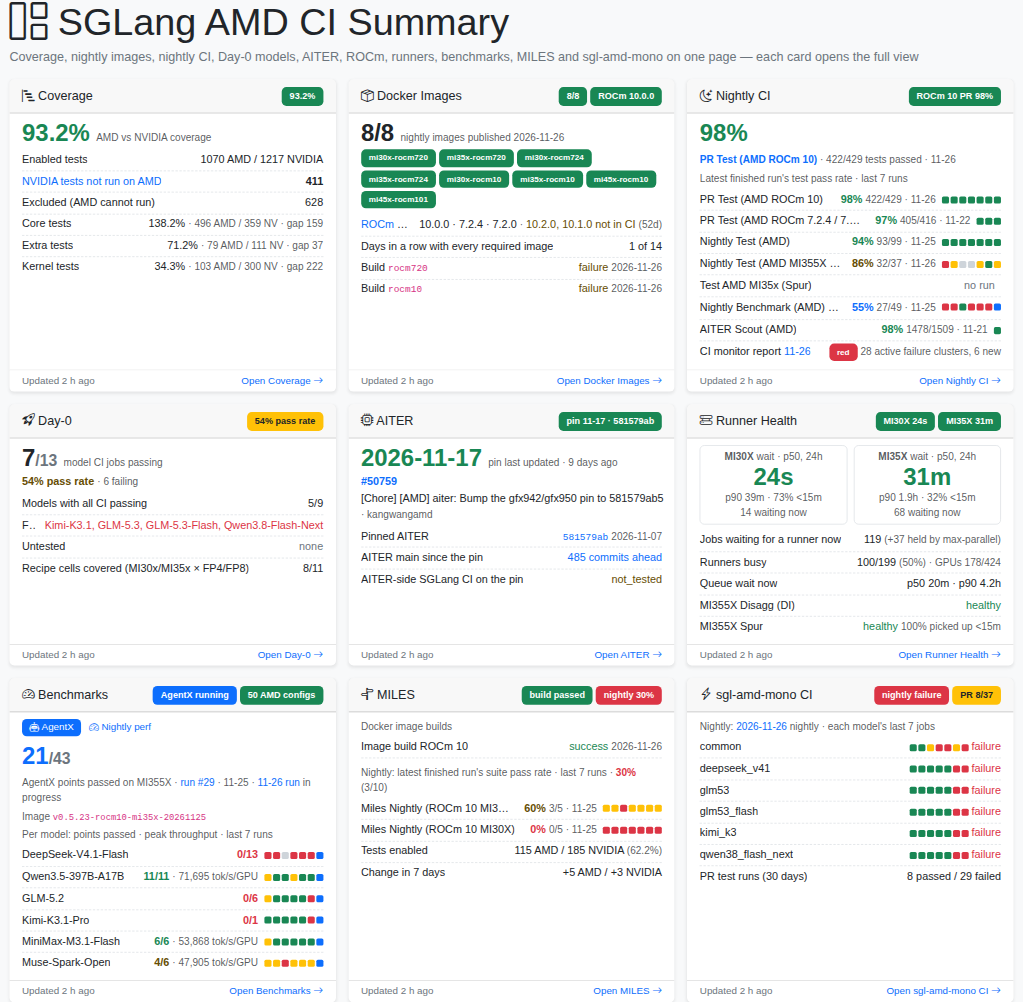 SGLang AMD CI Summary
Coverage, nightly images, nightly CI, Day-0 models, AITER, ROCm, runners, benchmarks, MILES and sgl-amd-mono on one page — each card opens the full view
Coverage 93.2%
93.2% AMD vs NVIDIA coverage
Enabled tests 1070 AMD / 1217 NVIDIA
NVIDIA tests not run on AMD 411
Excluded (AMD cannot run) 628
Core tests 138.2% · 496 AMD / 359 NV · gap 159
Extra tests 71.2% · 79 AMD / 111 NV · gap 37
Kernel tests 34.3% · 103 AMD / 300 NV · gap 222
Updated 2 h ago Open Coverage →
Docker Images 8/8 ROCm 10.0.0
8/8 nightly images published 2026-11-26
mi30x-rocm720 mi35x-rocm720 mi30x-rocm724
mi35x-rocm724 mi30x-rocm10 mi35x-rocm10 mi45x-rocm10
mi45x-rocm101
ROCm ... 10.0.0 · 7.2.4 · 7.2.0 · 10.2.0, 10.1.0 not in CI (52d)
Days in a row with every required image 1 of 14
Build rocm720 failure 2026-11-26
Build rocm10 failure 2026-11-26
Updated 2 h ago Open Docker Images →
Nightly CI ROCm 10 PR 98%
98%
PR Test (AMD ROCm 10) · 422/429 tests passed · 11-26
Latest finished run's test pass rate · last 7 runs
PR Test (AMD ROCm 10) 98% 422/429 · 11-26
PR Test (AMD ROCm 7.2.4 / 7.... 97% 405/416 · 11-22
Nightly Test (AMD) 94% 93/99 · 11-25
Nightly Test (AMD MI355X ... 86% 32/37 · 11-26
Test AMD MI35x (Spur) no run
Nightly Benchmark (AMD) ... 55% 27/49 · 11-25
AITER Scout (AMD) 98% 1478/1509 · 11-21
CI monitor report 11-26 red 28 active failure clusters, 6 new
Updated 2 h ago Open Nightly CI →
Day-0 54% pass rate
7/13 model CI jobs passing
54% pass rate · 6 failing
Models with all CI passing 5/9
F.. Kimi-K3.1, GLM-5.3, GLM-5.3-Flash, Qwen3.8-Flash-Next
Untested none
Recipe cells covered (MI30x/MI35x × FP4/FP8) 8/11
Updated 2 h ago Open Day-0 →
AITER pin 11-17 · 581579ab
2026-11-17 pin last updated · 9 days ago
#50759
[Chore] [AMD] aiter: Bump the gfx942/gfx950 pin to 581579ab5
· kangwangamd
Pinned AITER 581579ab 2026-11-07
AITER main since the pin 485 commits ahead
AITER-side SGLang CI on the pin not_tested
Updated 2 h ago Open AITER →
Runner Health MI30X 24s MI35X 31m
MI30X wait · p50, 24h
24s
p90 39m · 73% <15m
14 waiting now
MI35X wait · p50, 24h
31m
p90 1.9h · 32% <15m
68 waiting now
Jobs waiting for a runner now 119 (+37 held by max-parallel)
Runners busy 100/199 (50%) · GPUs 178/424
Queue wait now p50 20m · p90 4.2h
MI355X Disagg (DI) healthy
MI355X Spur healthy 100% picked up <15m
Updated 2 h ago Open Runner Health →
Benchmarks AgentX running 50 AMD configs
AgentX Nightly perf
21/43
AgentX points passed on MI355X · run #29 · 11-25 · 11-26 run in
progress
Image v0.5.23-rocm10-mi35x-20261125
Per model: points passed · peak throughput · last 7 runs
DeepSeek-V4.1-Flash 0/13
Qwen3.5-397B-A17B 11/11 · 71,695 tok/s/GPU
GLM-5.2 0/6
Kimi-K3.1-Pro 0/1
MiniMax-M3.1-Flash 6/6 · 53,868 tok/s/GPU
Muse-Spark-Open 4/6 · 47,905 tok/s/GPU
Updated 2 h ago Open Benchmarks →
MILES build passed nightly 30%
Docker image builds
Image build ROCm 10 success 2026-11-26
Nightly: latest finished run's suite pass rate · last 7 runs · 30%
(3/10)
Miles Nightly (ROCm 10 MI3... 60% 3/5 · 11-25
Miles Nightly (ROCm 10 MI30X) 0% 0/5 · 11-25
Tests enabled 115 AMD / 185 NVIDIA (62.2%)
Change in 7 days +5 AMD / +3 NVIDIA
Updated 2 h ago Open MILES →
sgl-amd-mono CI nightly failure PR 8/37
Nightly: 2026-11-26 nightly · each model's last 7 jobs
common failure
deepseek_v41 failure
glm53 failure
glm53_flash failure
kimi_k3 failure
qwen38_flash_next failure
PR test runs (30 days) 8 passed / 29 failed
Updated 2 h ago Open sgl-amd-mono CI →